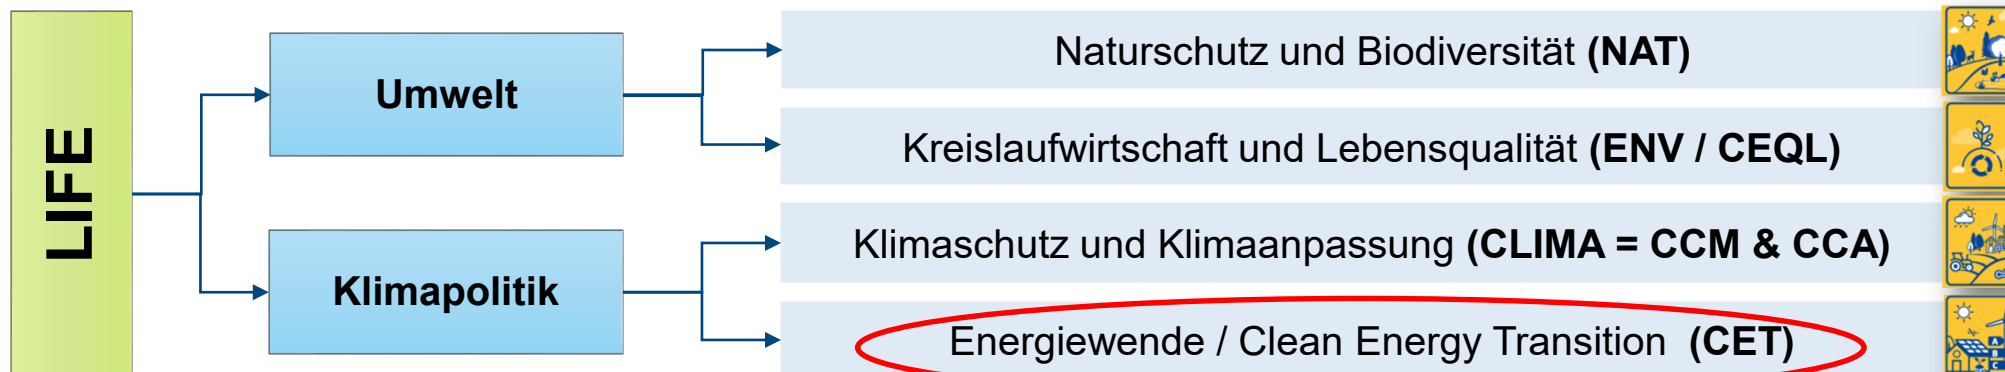 LIFE
Umwelt
Naturschutz und Biodiversität (NAT)
Kreislaufwirtschaft und Lebensqualität (ENV / CEQL)
Klimapolitik
Klimaschutz und Klimaanpassung (CLIMA = CCM & CCA)
Energiewende / Clean Energy Transition (CET)
A
B
C